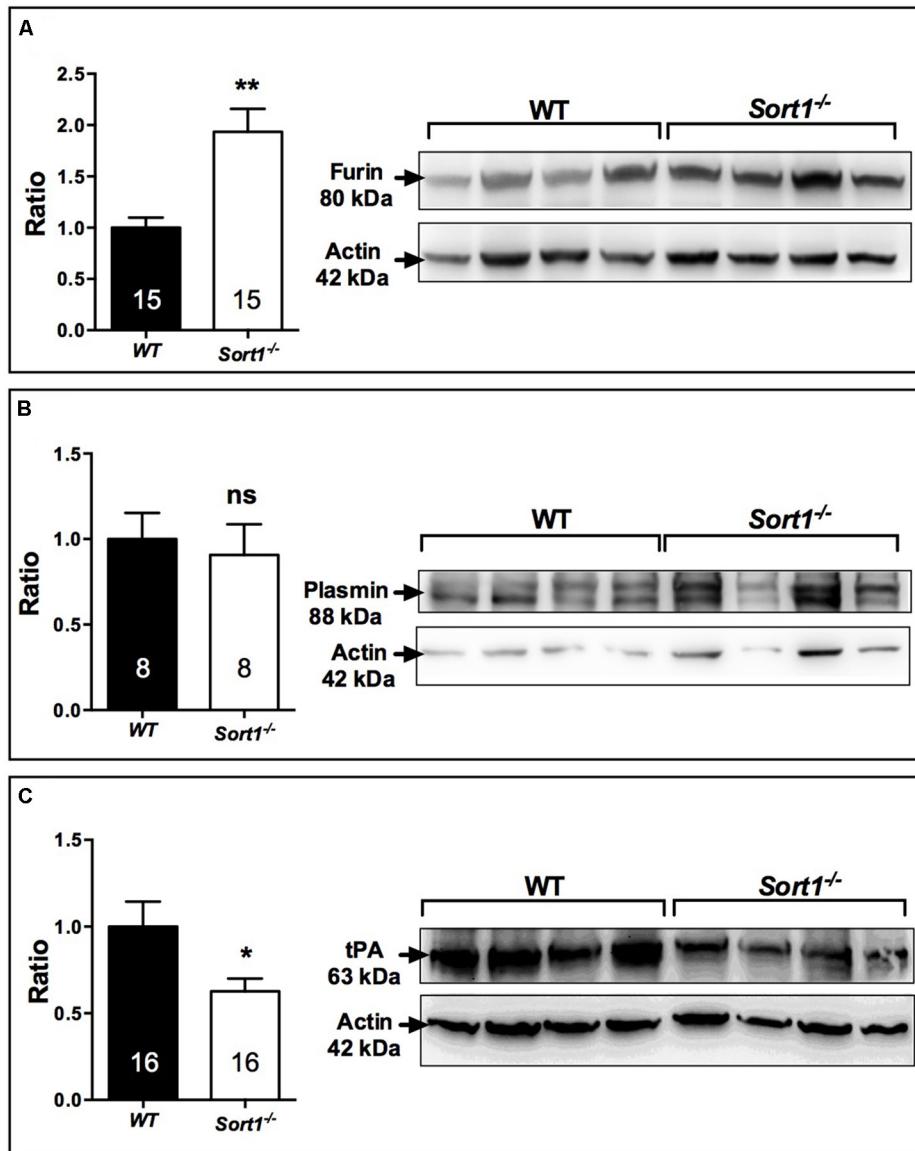 A
2.5
2.0
1.5
1.0
0.5
0.0
Ratio
**
15
15
WT
Sort1-/-
WT
Sort1-/-
Furin
80 kDa
Actin
42 kDa
B
1.5
1.0
0.5
0.0
Ratio
ns
8
8
WT
Sort1-/-
WT
Sort1-/-
Plasmin
88 kDa
Actin
42 kDa
C
1.5
1.0
0.5
0.0
Ratio
*
16
16
WT
Sort1-/-
WT
Sort1-/-
tPA
63 kDa
Actin
42 kDa